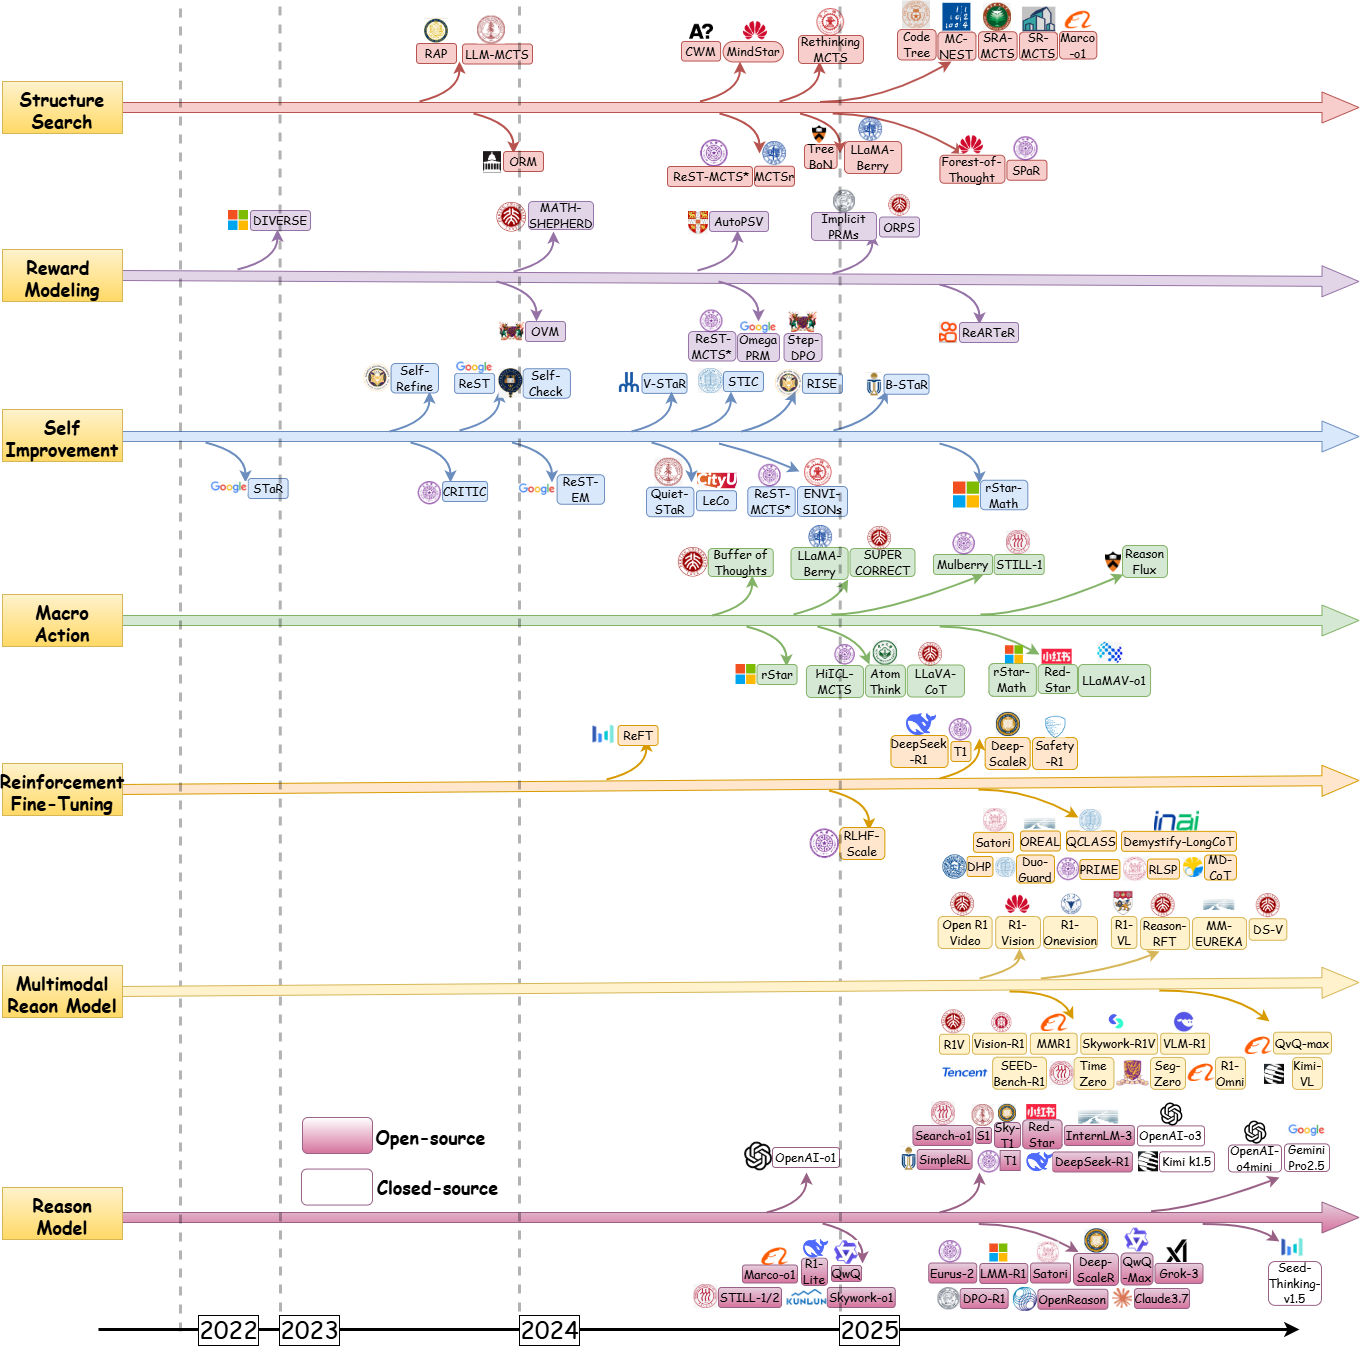 RAP
LLM-MCTS
A?
CWM
MindStar
Rethinking
MCTS
Code
Tree
MC-
NEST
SRA-
MCTS
SR-
MCTS
Marco
-o1
Structure
Search
ORM
ReST-MCTS*
MCTSr
Tree
BoN
LLaMA-
Berry
Forest-of-
Thought
SPaR
DIVERSE
MATH-
SHEPHERD
AutoPSV
Implicit
PRMs
ORPS
Reward
Modeling
OVM
ReST-
MCTS*
Google
Omega
PRM
Step-
DPO
ReARTeR
Self-
Refine
Google
ReST
Self-
Check
V-STaR
STIC
RISE
B-STaR
Self
Improvement
Google
STaR
CRITIC
Google
ReST-
EM
Quiet-
STaR
CityU
LeCo
ReST-
MCTS*
ENVI-
SIONs
rStar-
Math
Buffer of
Thoughts
LLaMA-
Berry
SUPER
CORRECT
Mulberry
STILL-1
Reason
Flux
Macro
Action
rStar
HiICL-
MCTS
Atom
Think
LLaVA-
CoT
rStar-
Math
小红书
Red-
Star
LLaMAV-o1
ReFT
DeepSeek
-R1
T1
Deep-
ScaleR
Safety
-R1
Reinforcement
Fine-Tuning
RLHF-
Scale
Satori
OREAL
QCLASS
inai
Demystify-LongCoT
DHP
Duo-
Guard
PRIME
RLSP
MD-
CoT
Open R1
Video
R1-
Vision
R1-
Onevision
R1-
VL
Reason-
RFT
MM-
EUREKA
DS-V
Multimodal
Reaon Model
R1V
Vision-R1
MMR1
Skywork-R1V
VLM-R1
QvQ-max
Tencent
SEED-
Bench-R1
Time
Zero
Seg-
Zero
R1-
Omni
Kimi-
VL
Open-source
Closed-source
OpenAI-o1
Search-o1
S1
Sky-
T1
小红书
Red-
Star
InternLM-3
OpenAI-o3
SimpleRL
T1
DeepSeek-R1
Kimi k1.5
OpenAI-
o4mini
Google
Gemini
Pro2.5
Reason
Model
Marco-o1
R1-
Lite
QwQ
STILL-1/2
KUNLUN
Skywork-o1
Eurus-2
LMM-R1
Satori
Deep-
ScaleR
QwQ
-Max
Grok-3
DPO-R1
OpenReason
Claude3.7
Seed-
Thinking-
v1.5
2022
2023
2024
2025